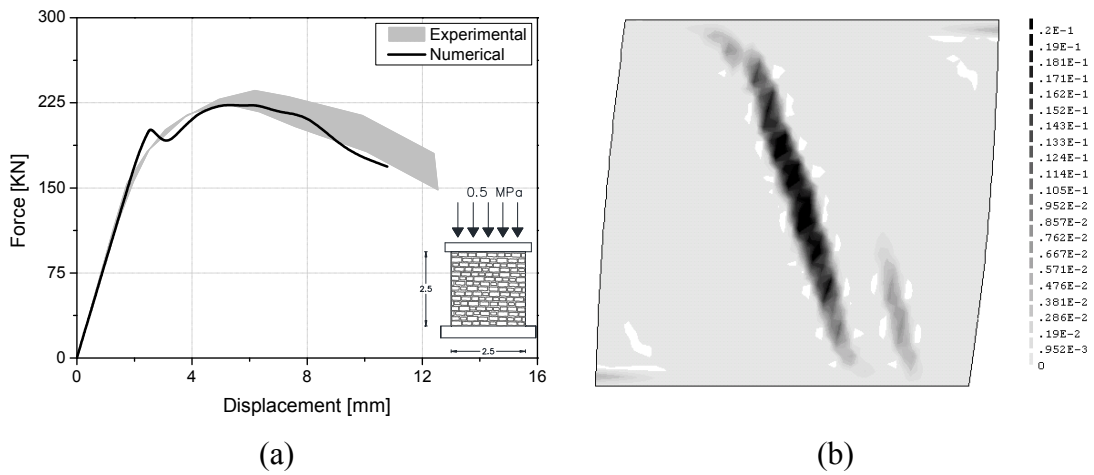 300
225
150
75
0
Force [KN]
Experimental
Numerical
0.5 MPa
2.5
2.5
0 4 8 12 16
Displacement [mm]
(a)
.2E-1
.19E-1
.181E-1
.171E-1
.162E-1
.152E-1
.143E-1
.133E-1
.124E-1
.114E-1
.105E-1
.952E-2
.857E-2
.762E-2
.667E-2
.571E-2
.476E-2
.381E-2
.286E-2
.19E-2
.952E-3
0
(b)